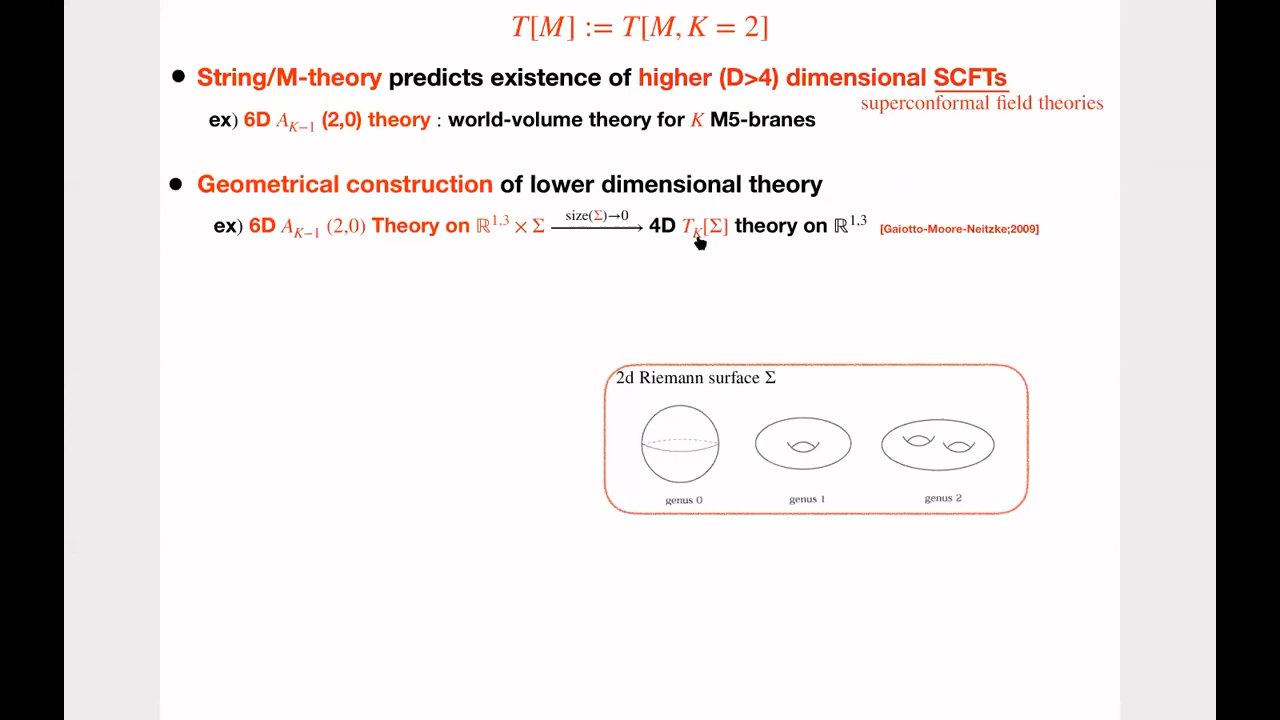 T[M] := T[M, K = 2]
● String/M-theory predicts existence of higher (D>4) dimensional SCFTs
superconformal field theories
ex) 6D A_{K−1} (2,0) theory : world-volume theory for K M5-branes
● Geometrical construction of lower dimensional theory
ex) 6D A_{K−1} (2,0) Theory on ℝ^{1,3} × Σ \xrightarrow{size(Σ)→0} 4D T_K[Σ] theory on ℝ^{1,3} [Gaiotto-Moore-Neitzke;2009]
2d Riemann surface Σ
genus 0 genus 1 genus 2